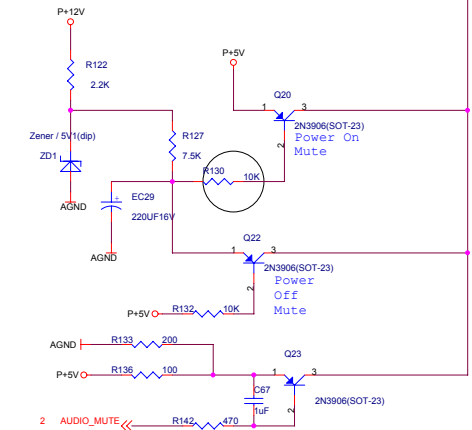 P+12V
R122
2.2K
P+5V
Q20
1
3
2N3906(SOT-23)
2
Power On
Mute
Zener / 5V1(dip)
ZD1
R127
7.5K
R130
10K
AGND
EC29
220UF16V
AGND
Q22
1
3
2N3906(SOT-23)
2
Power
Off
Mute
P+5V
R132
10K
AGND
R133
200
P+5V
R136
100
Q23
1
3
2
2N3906(SOT-23)
C67
1uF
2 AUDIO_MUTE
R142
470